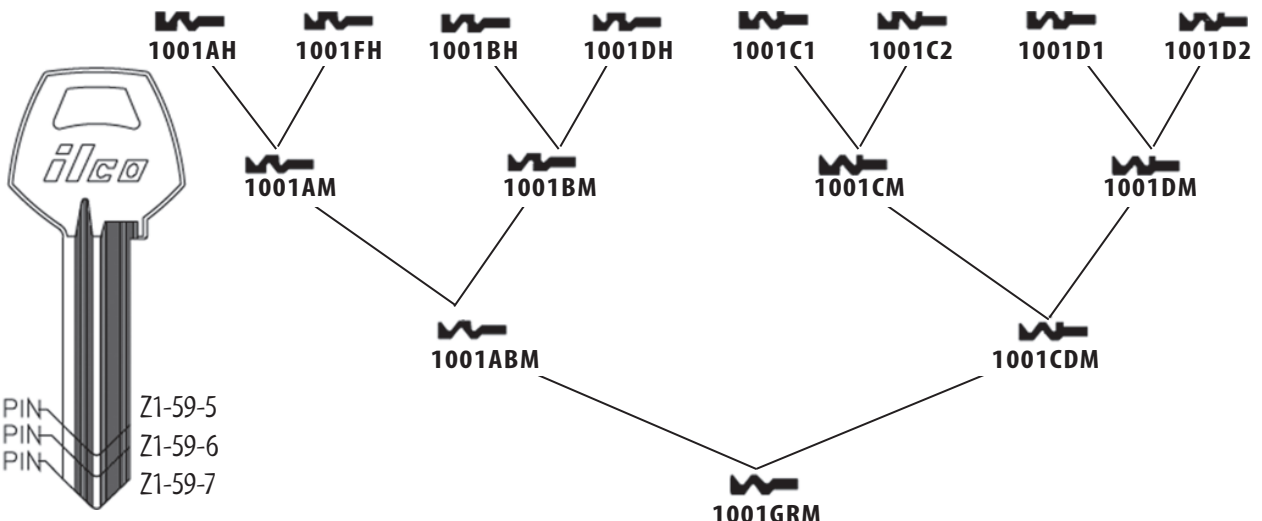 1001AH 1001FH 1001BH 1001DH 1001C1 1001C2 1001D1 1001D2
ilco
1001AM 1001BM 1001CM 1001DM
1001ABM 1001CDM
PIN Z1-59-5
PIN Z1-59-6
PIN Z1-59-7
1001GRM